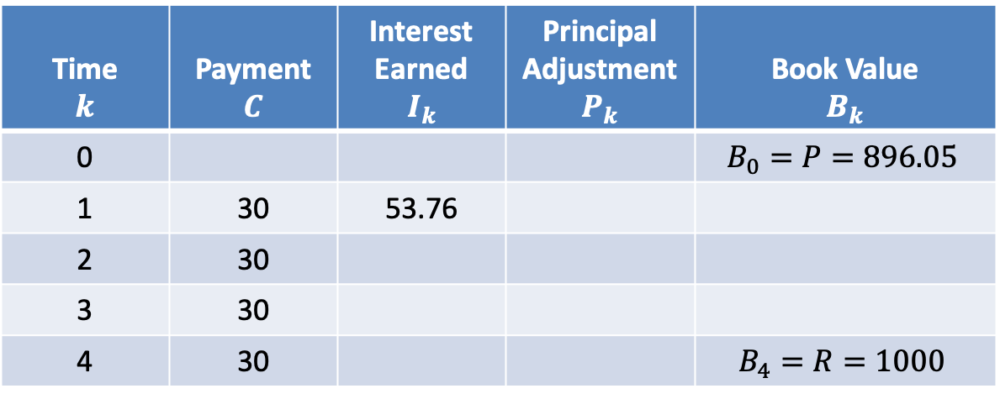 Time k Payment C Interest Earned I_k Principal Adjustment P_k Book Value B_k
0 B_0 = P = 896.05
1 30 53.76
2 30
3 30
4 30 B_4 = R = 1000